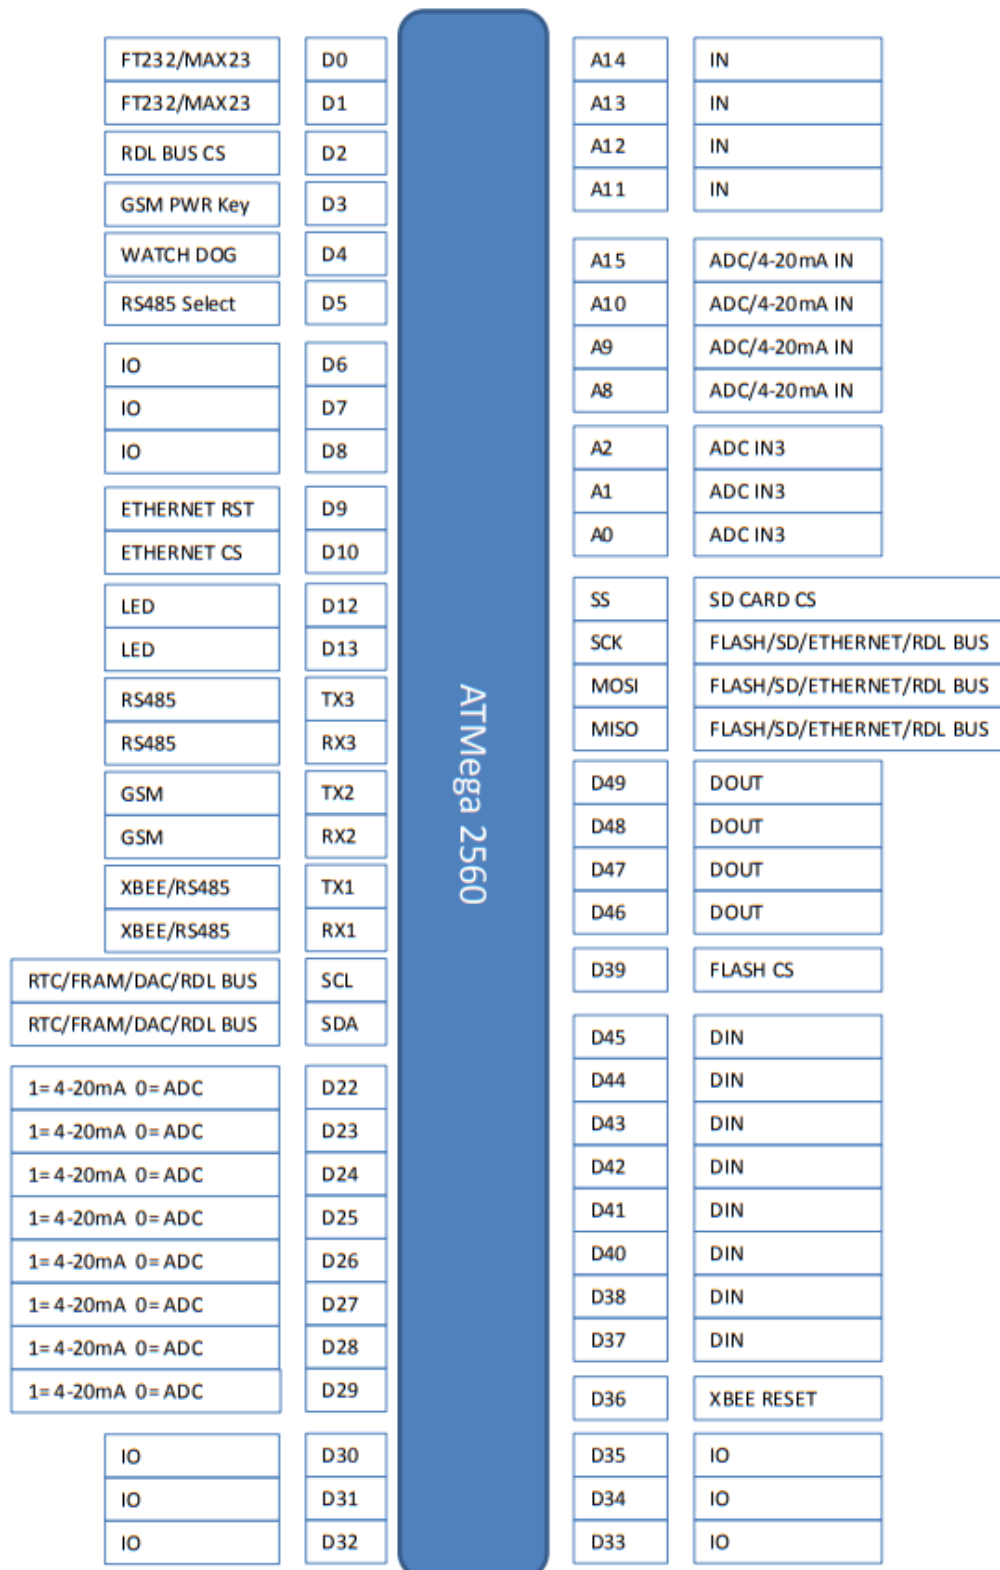 FT232/MAX23 D0
FT232/MAX23 D1
RDL BUS CS D2
GSM PWR Key D3
WATCH DOG D4
RS485 Select D5
IO D6
IO D7
IO D8
ETHERNET RST D9
ETHERNET CS D10
LED D12
LED D13
RS485 TX3
RS485 RX3
GSM TX2
GSM RX2
XBEE/RS485 TX1
XBEE/RS485 RX1
RTC/FRAM/DAC/RDL BUS SCL
RTC/FRAM/DAC/RDL BUS SDA
1= 4-20mA 0= ADC D22
1= 4-20mA 0= ADC D23
1= 4-20mA 0= ADC D24
1= 4-20mA 0= ADC D25
1= 4-20mA 0= ADC D26
1= 4-20mA 0= ADC D27
1= 4-20mA 0= ADC D28
1= 4-20mA 0= ADC D29
IO D30
IO D31
IO D32
ATMega 2560
A14 IN
A13 IN
A12 IN
A11 IN
A15 ADC/4-20mA IN
A10 ADC/4-20mA IN
A9 ADC/4-20mA IN
A8 ADC/4-20mA IN
A2 ADC IN3
A1 ADC IN3
A0 ADC IN3
SS SD CARD CS
SCK FLASH/SD/ETHERNET/RDL BUS
MOSI FLASH/SD/ETHERNET/RDL BUS
MISO FLASH/SD/ETHERNET/RDL BUS
D49 DOUT
D48 DOUT
D47 DOUT
D46 DOUT
D39 FLASH CS
D45 DIN
D44 DIN
D43 DIN
D42 DIN
D41 DIN
D40 DIN
D38 DIN
D37 DIN
D36 XBEE RESET
D35 IO
D34 IO
D33 IO